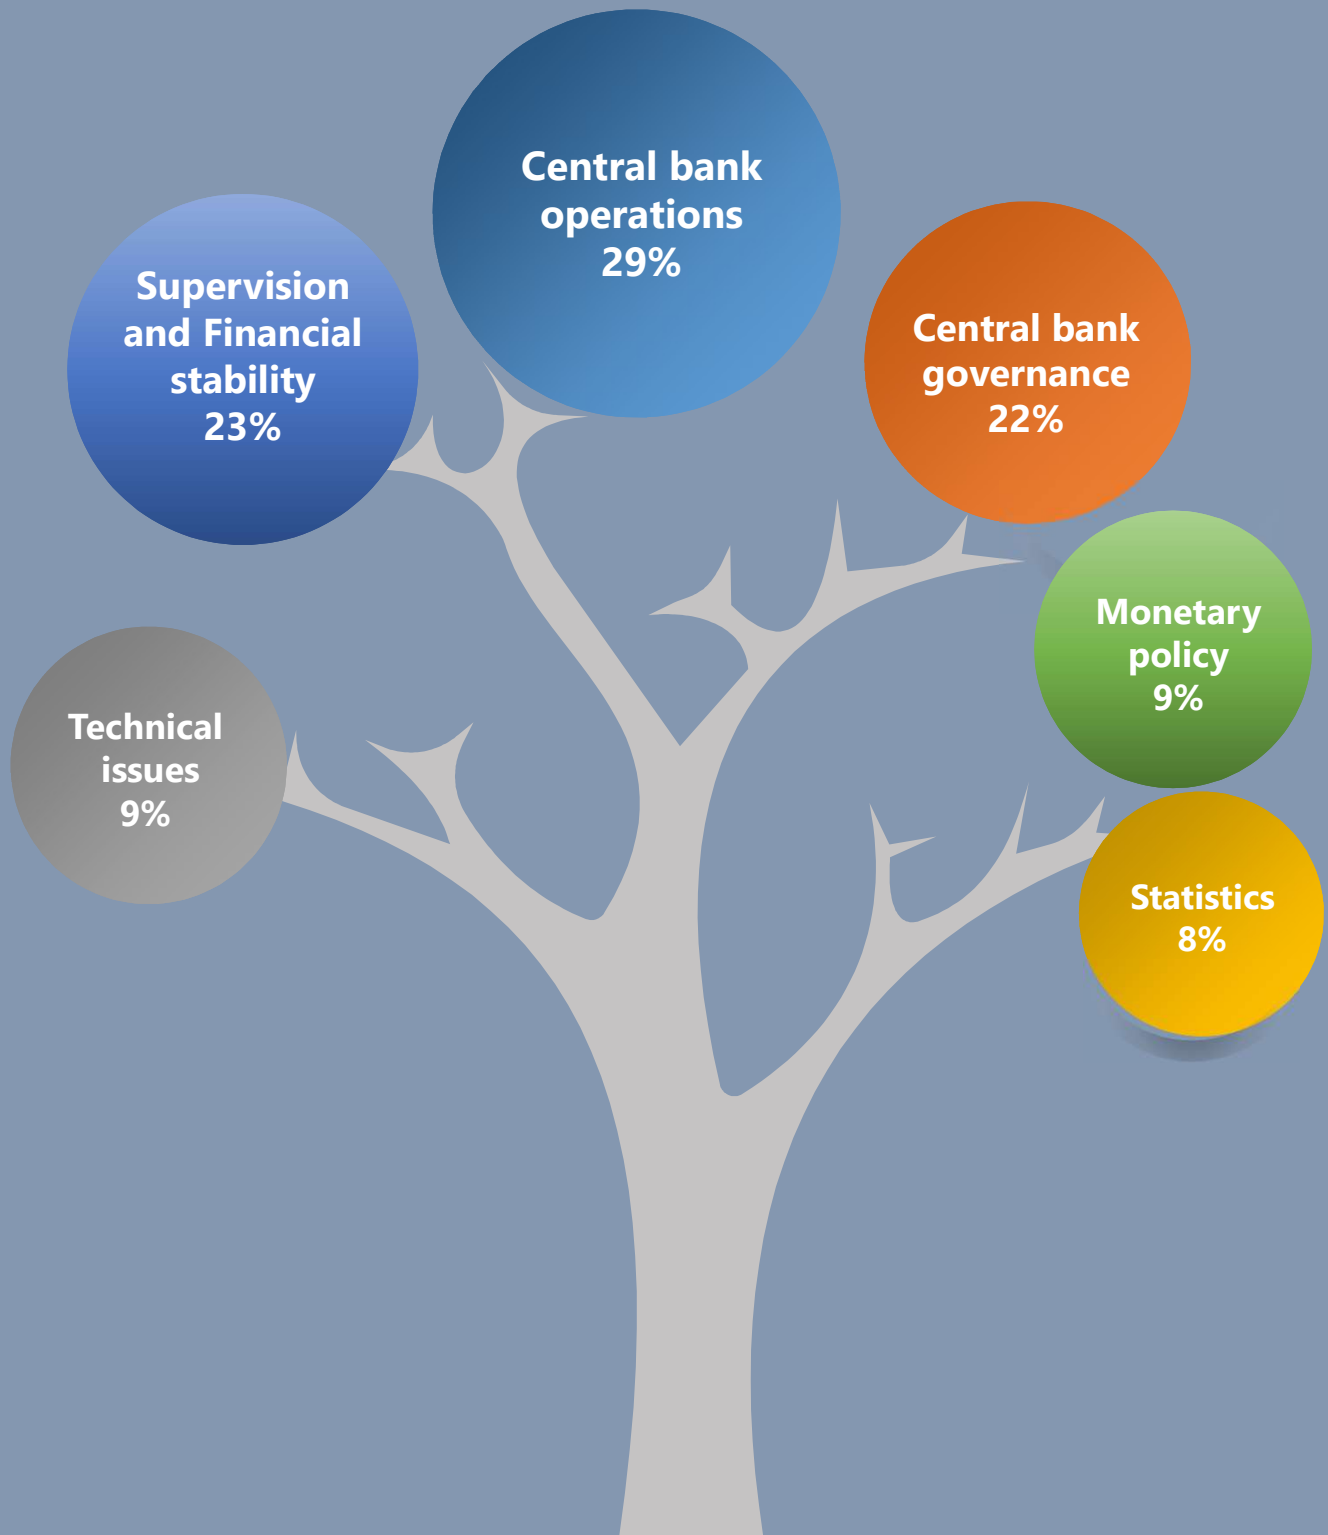 Central bank
operations
29%
Supervision
and Financial
stability
23%
Central bank
governance
22%
Monetary
policy
9%
Technical
issues
9%
Statistics
8%